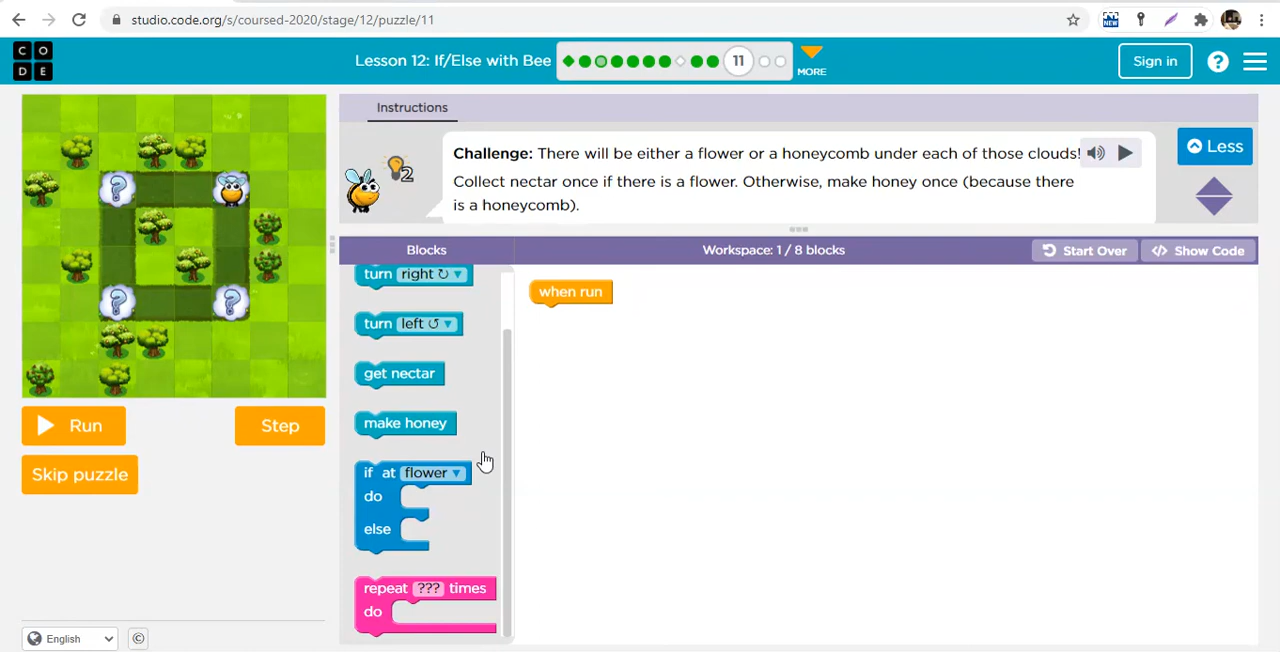 studio.code.org/s/coursed-2020/stage/12/puzzle/11
NEW
C O
D E
Lesson 12: If/Else with Bee
11
MORE
Sign in
?
Instructions
2
Challenge: There will be either a flower or a honeycomb under each of those clouds!
Collect nectar once if there is a flower. Otherwise, make honey once (because there
is a honeycomb).
Less
Blocks
Workspace: 1 / 8 blocks
Start Over
</> Show Code
turn right ↻ ▼
turn left ↺ ▼
get nectar
make honey
if at flower ▼
do
else
repeat ??? times
do
when run
?
?
?
Run
Step
Skip puzzle
English
©